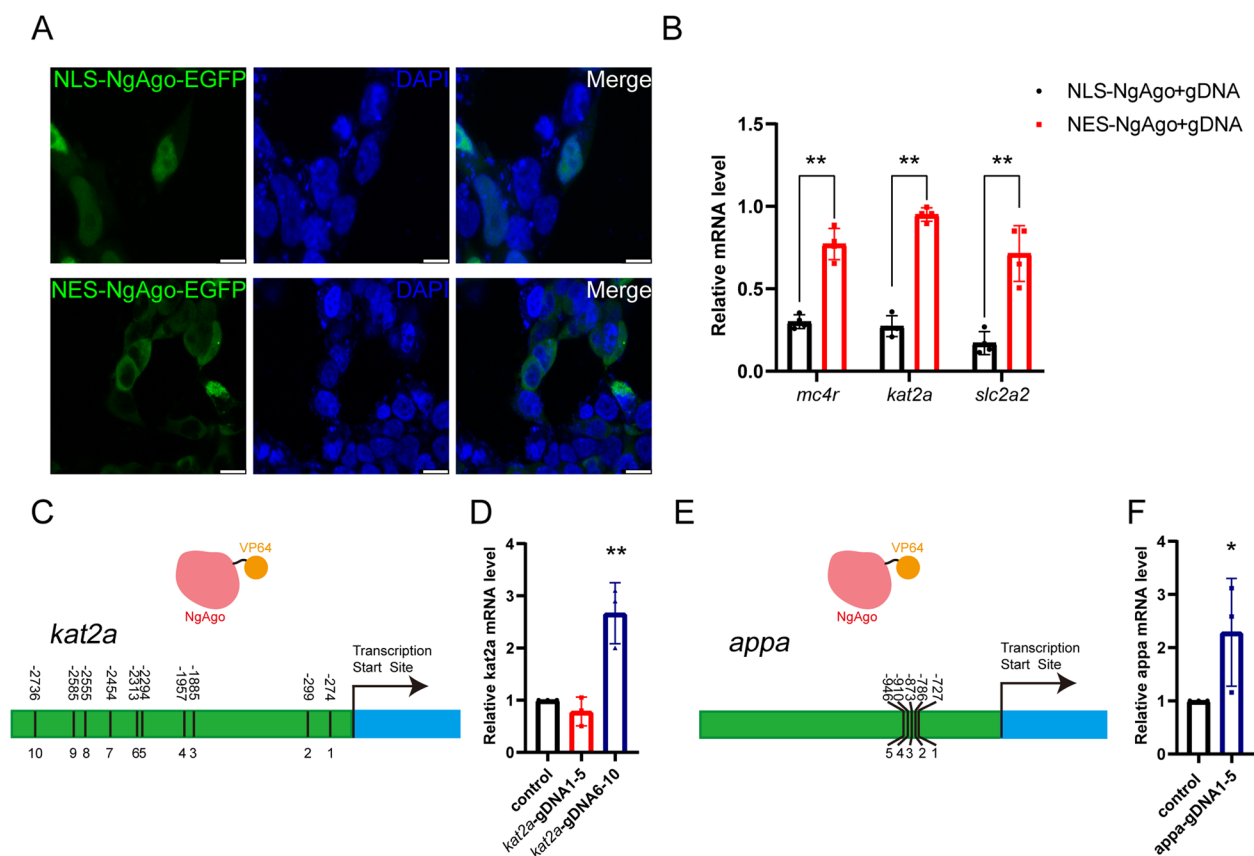 A
NLS-NgAgo-EGFP
DAPI
Merge
NES-NgAgo-EGFP
DAPI
Merge
B
NLS-NgAgo+gDNA
NES-NgAgo+gDNA
Relative mRNA level
1.5
1.0
0.5
0.0
** ** **
mc4r kat2a slc2a2
C
VP64
NgAgo
kat2a
Transcription
Start Site
-2736 -2585 -2555 -2454 -2313 -2294 -1957 -1885 -299 -274
10 9 8 7 6 5 4 3 2 1
D
Relative kat2a mRNA level
4
3
2
1
0
**
control
kat2a-gDNA1-5
kat2a-gDNA6-10
E
VP64
NgAgo
appa
Transcription
Start Site
-946 -910 -873 -786 -727
5 4 3 2 1
F
Relative appa mRNA level
4
3
2
1
0
*
control
appa-gDNA1-5